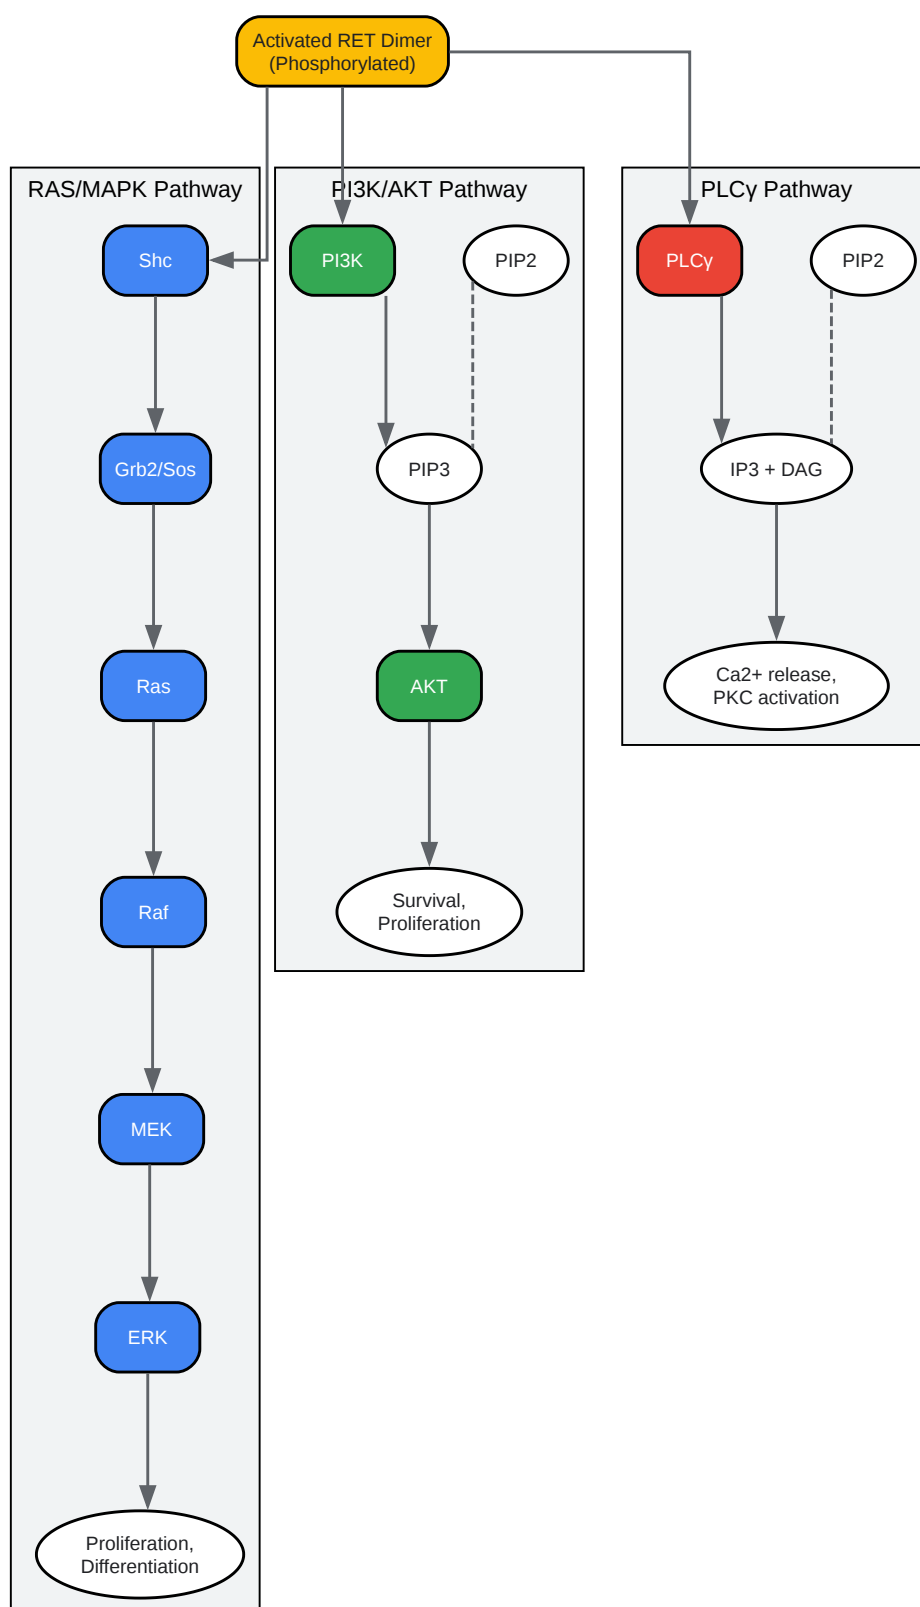 Activated RET Dimer
(Phosphorylated)
RAS/MAPK Pathway
Shc
Grb2/Sos
Ras
Raf
MEK
ERK
Proliferation,
Differentiation
PI3K/AKT Pathway
PI3K
PIP2
PIP3
AKT
Survival,
Proliferation
PLCγ Pathway
PLCγ
PIP2
IP3 + DAG
Ca2+ release,
PKC activation